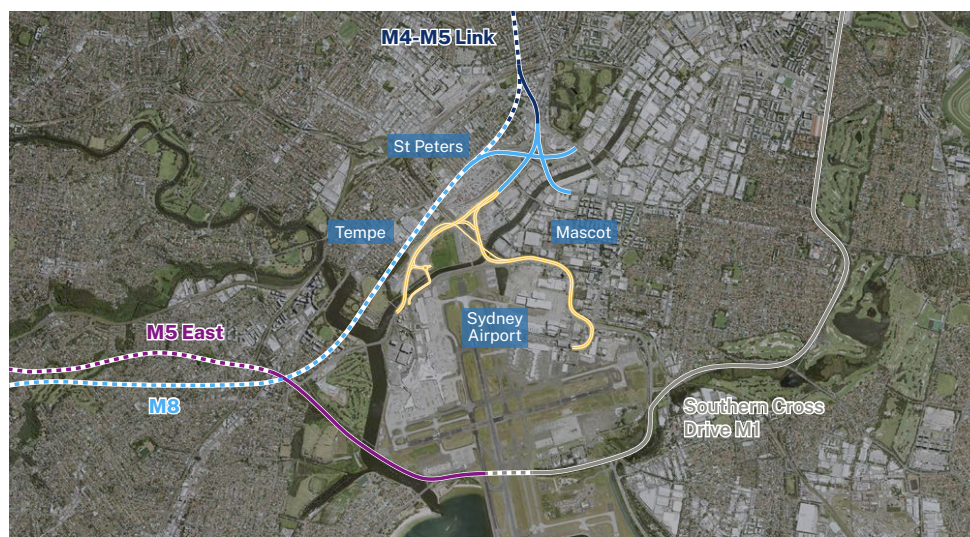 M4-M5 Link
St Peters
Tempe
Mascot
Sydney
Airport
M5 East
M8
Southern Cross
Drive M1